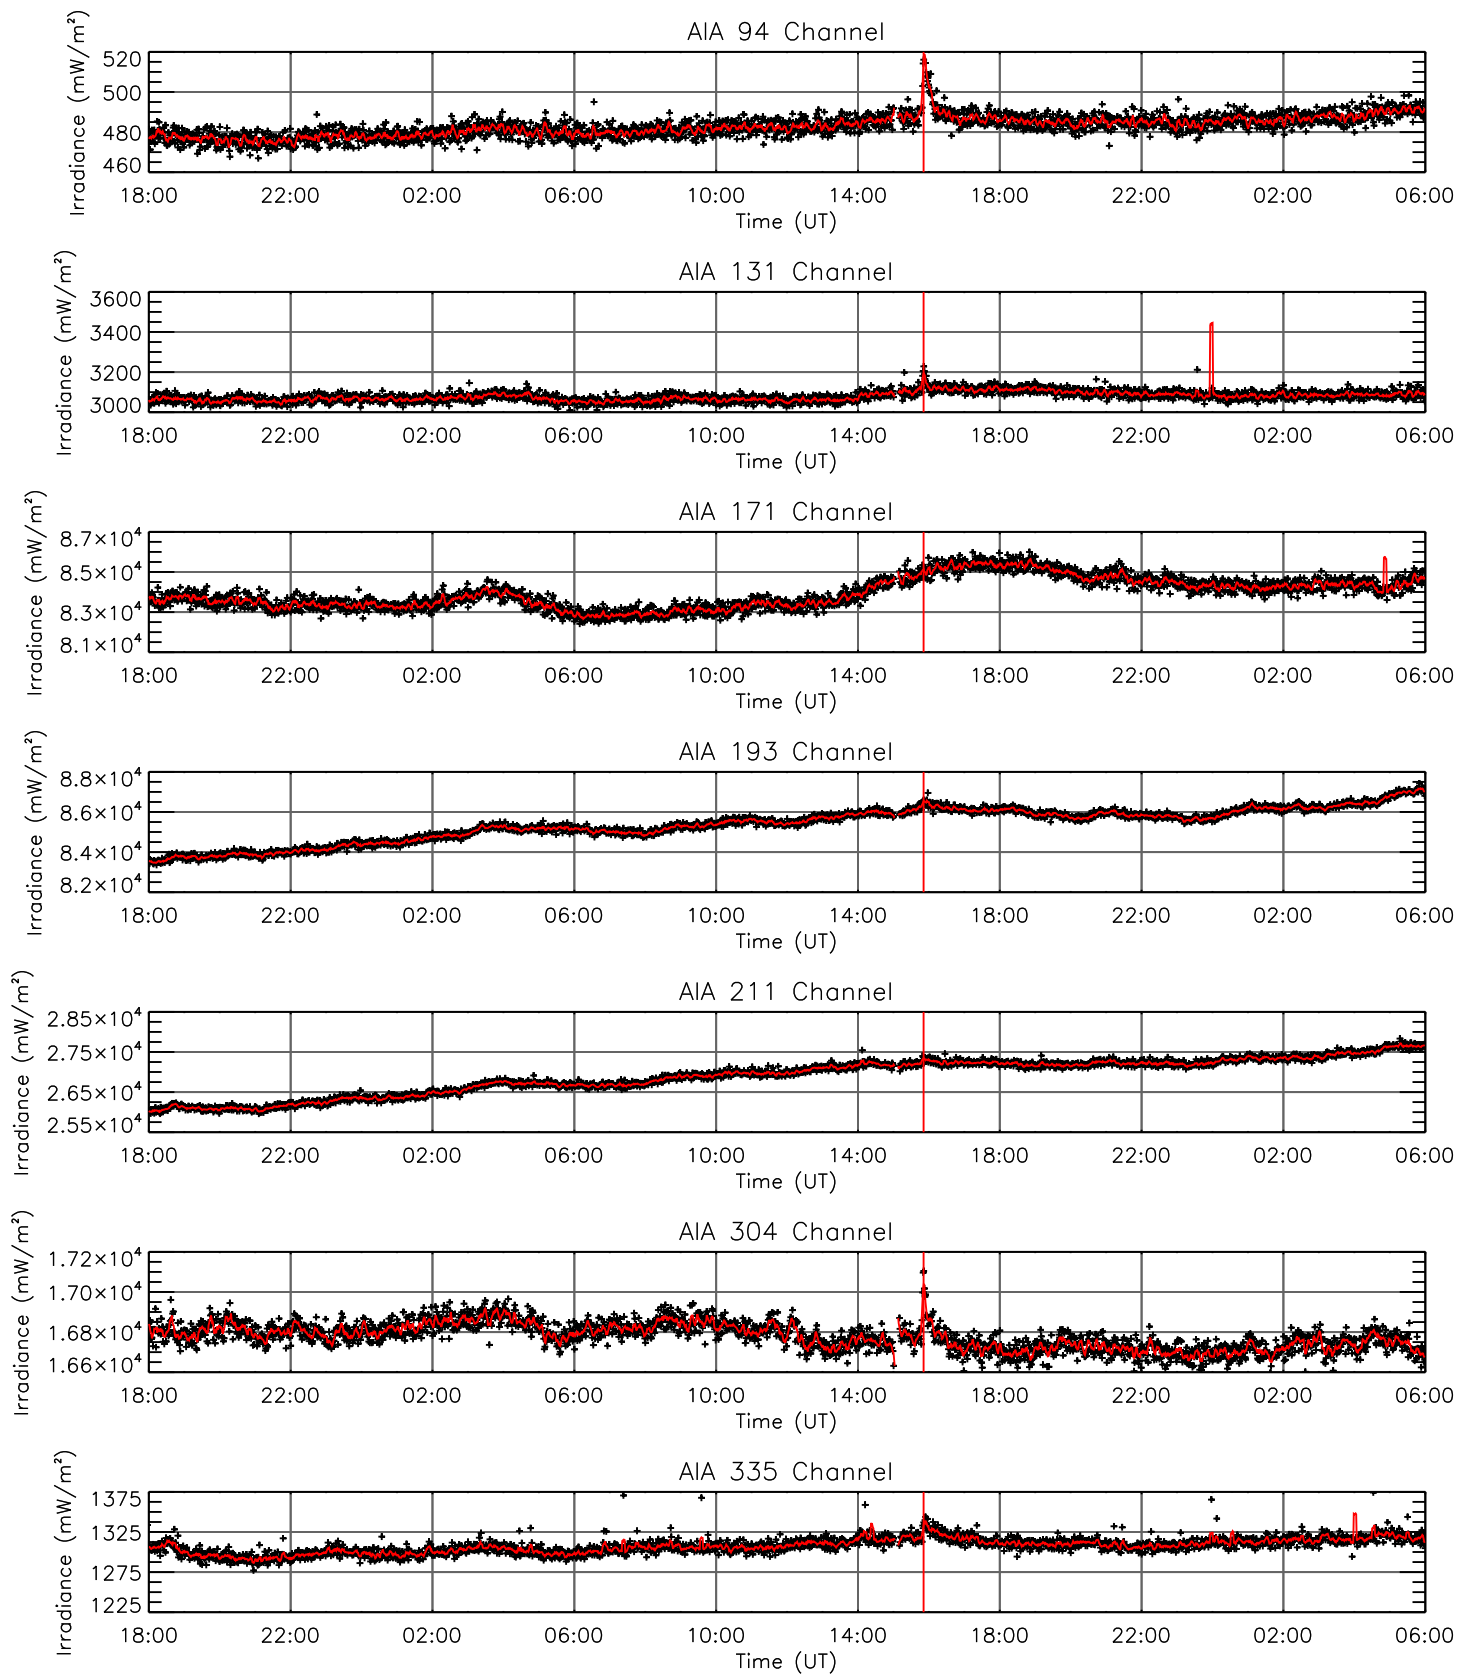 AIA 94 Channel
Irradiance (mW/m²)
520
500
480
460
18:00 22:00 02:00 06:00 10:00 14:00 18:00 22:00 02:00 06:00
Time (UT)
AIA 131 Channel
Irradiance (mW/m²)
3600
3400
3200
3000
18:00 22:00 02:00 06:00 10:00 14:00 18:00 22:00 02:00 06:00
Time (UT)
AIA 171 Channel
Irradiance (mW/m²)
8.7×10⁴
8.5×10⁴
8.3×10⁴
8.1×10⁴
18:00 22:00 02:00 06:00 10:00 14:00 18:00 22:00 02:00 06:00
Time (UT)
AIA 193 Channel
Irradiance (mW/m²)
8.8×10⁴
8.6×10⁴
8.4×10⁴
8.2×10⁴
18:00 22:00 02:00 06:00 10:00 14:00 18:00 22:00 02:00 06:00
Time (UT)
AIA 211 Channel
Irradiance (mW/m²)
2.85×10⁴
2.75×10⁴
2.65×10⁴
2.55×10⁴
18:00 22:00 02:00 06:00 10:00 14:00 18:00 22:00 02:00 06:00
Time (UT)
AIA 304 Channel
Irradiance (mW/m²)
1.72×10⁴
1.70×10⁴
1.68×10⁴
1.66×10⁴
18:00 22:00 02:00 06:00 10:00 14:00 18:00 22:00 02:00 06:00
Time (UT)
AIA 335 Channel
Irradiance (mW/m²)
1375
1325
1275
1225
18:00 22:00 02:00 06:00 10:00 14:00 18:00 22:00 02:00 06:00
Time (UT)